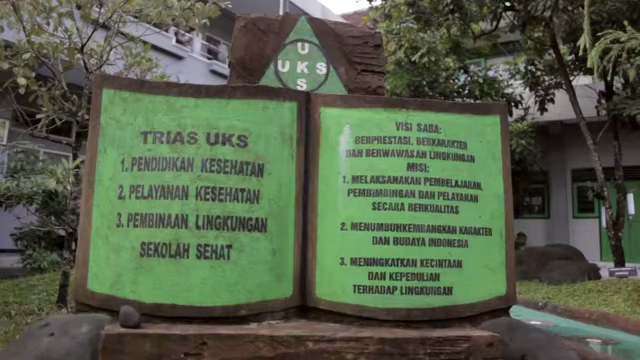 U
UKS
S
TRIAS UKS
1. PENDIDIKAN KESEHATAN
2. PELAYANAN KESEHATAN
3. PEMBINAAN LINGKUNGAN
SEKOLAH SEHAT
VISI SABA:
BERPRESTASI, BERKARAKTER
DAN BERWAWASAN LINGKUNGAN
MISI:
1. MELAKSANAKAN PEMBELAJARAN,
PEMBIMBINGAN DAN PELAYANAN
SECARA BERKUALITAS
2. MENUMBUHKEMBANGKAN KARAKTER
DAN BUDAYA INDONESIA
3. MENINGKATKAN KECINTAAN
DAN KEPEDULIAN
TERHADAP LINGKUNGAN